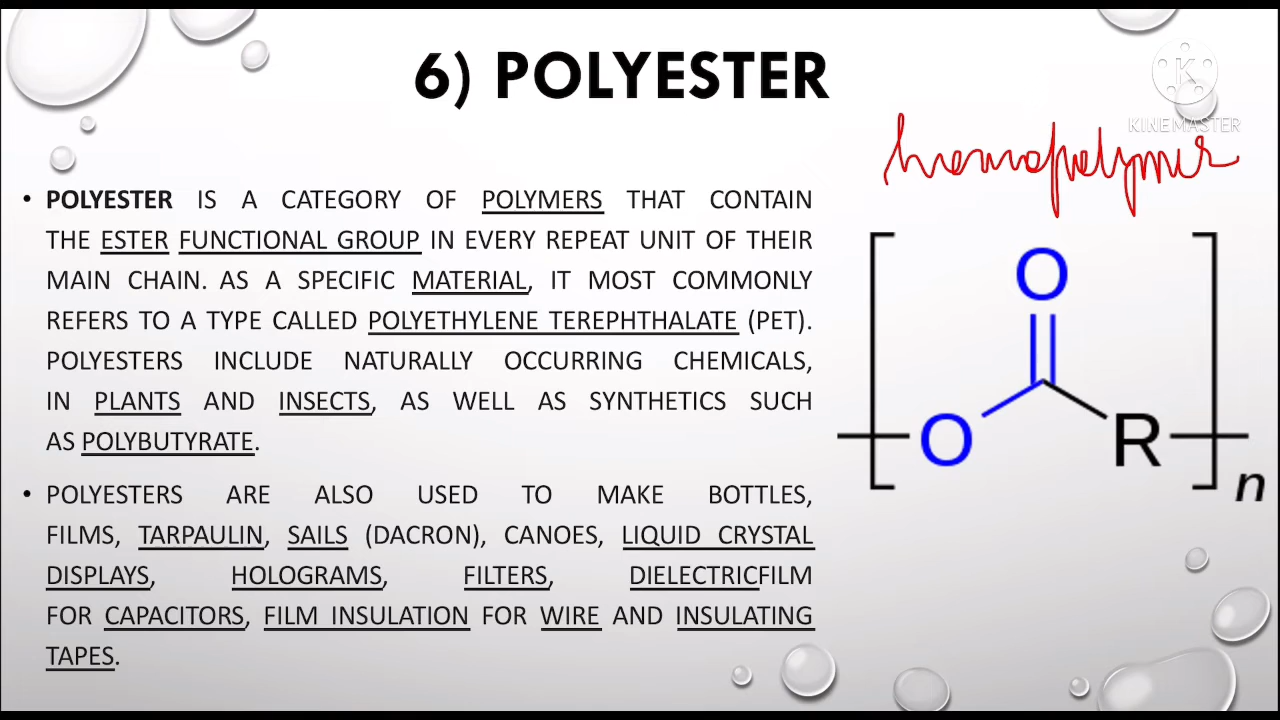 6) POLYESTER
KINEMASTER
homopolymer
• POLYESTER IS A CATEGORY OF POLYMERS THAT CONTAIN
THE ESTER FUNCTIONAL GROUP IN EVERY REPEAT UNIT OF THEIR
MAIN CHAIN. AS A SPECIFIC MATERIAL, IT MOST COMMONLY
REFERS TO A TYPE CALLED POLYETHYLENE TEREPHTHALATE (PET).
POLYESTERS INCLUDE NATURALLY OCCURRING CHEMICALS,
IN PLANTS AND INSECTS, AS WELL AS SYNTHETICS SUCH
AS POLYBUTYRATE.
• POLYESTERS ARE ALSO USED TO MAKE BOTTLES,
FILMS, TARPAULIN, SAILS (DACRON), CANOES, LIQUID CRYSTAL
DISPLAYS, HOLOGRAMS, FILTERS, DIELECTRICFILM
FOR CAPACITORS, FILM INSULATION FOR WIRE AND INSULATING
TAPES.
O
O R
n